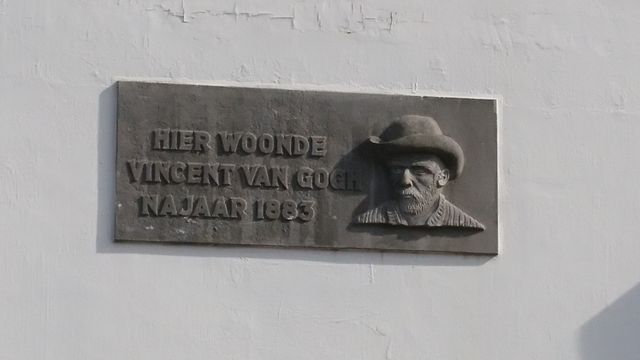 HIER WOONDE
VINCENT VAN GOGH
NAJAAR 1883